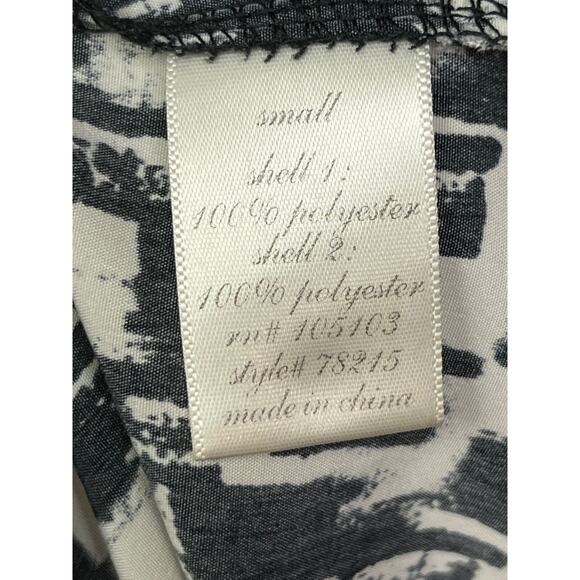 small
shell 1:
100% polyester
shell 2:
100% polyester
rn# 105103
style# 78215
made in china